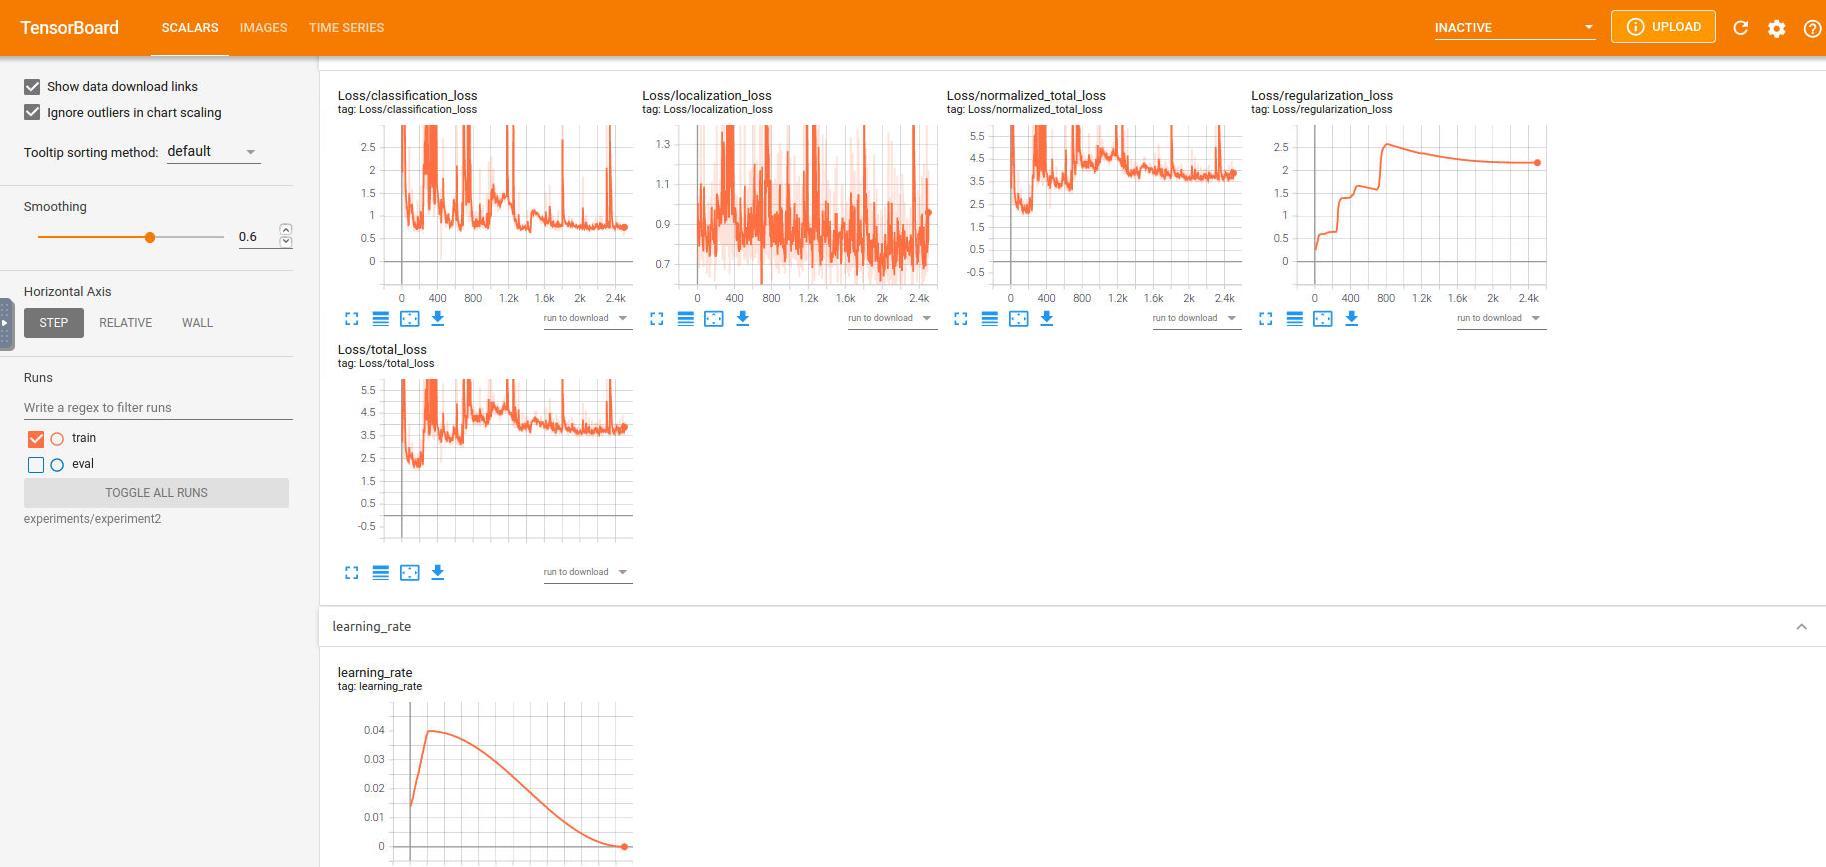 TensorBoard SCALARS IMAGES TIME SERIES INACTIVE UPLOAD
Show data download links
Ignore outliers in chart scaling
Tooltip sorting method: default
Smoothing
0.6
Horizontal Axis
STEP RELATIVE WALL
Runs
Write a regex to filter runs
train
eval
TOGGLE ALL RUNS
experiments/experiment2
Loss/classification_loss
tag: Loss/classification_loss
2.5
2
1.5
1
0.5
0
0 400 800 1.2k 1.6k 2k 2.4k
run to download
Loss/localization_loss
tag: Loss/localization_loss
1.3
1.1
0.9
0.7
0 400 800 1.2k 1.6k 2k 2.4k
run to download
Loss/normalized_total_loss
tag: Loss/normalized_total_loss
5.5
4.5
3.5
2.5
1.5
0.5
-0.5
0 400 800 1.2k 1.6k 2k 2.4k
run to download
Loss/regularization_loss
tag: Loss/regularization_loss
2.5
2
1.5
1
0.5
0
0 400 800 1.2k 1.6k 2k 2.4k
run to download
Loss/total_loss
tag: Loss/total_loss
5.5
4.5
3.5
2.5
1.5
0.5
-0.5
run to download
learning_rate
learning_rate
tag: learning_rate
0.04
0.03
0.02
0.01
0